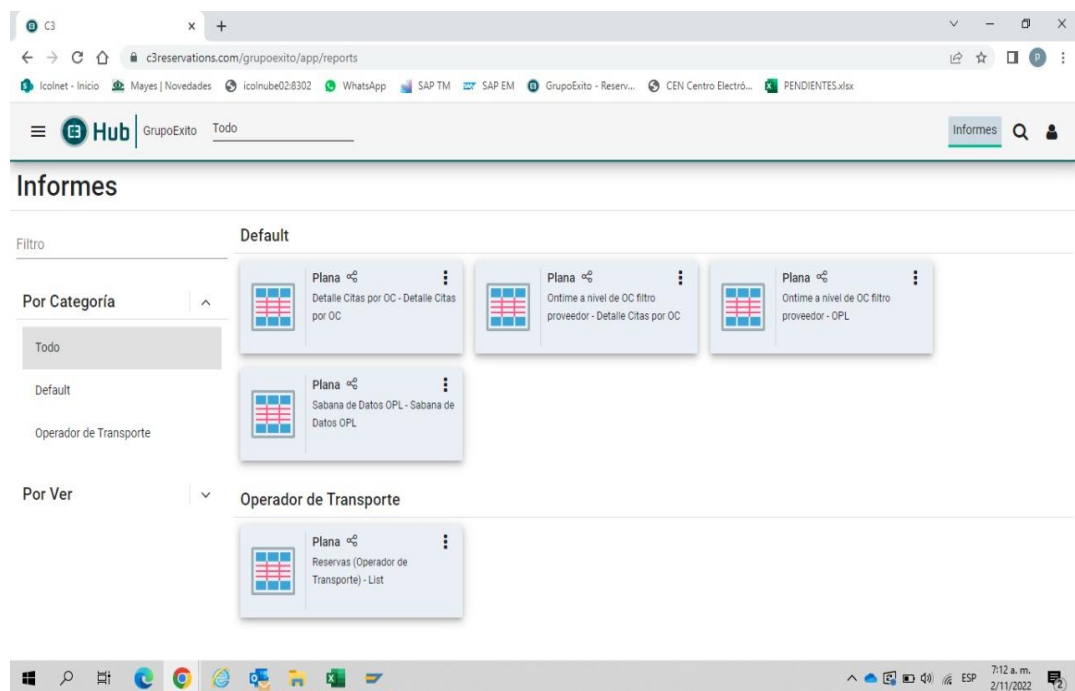 C3
c3reservations.com/grupoexito/app/reports
P
Icolnet - Inicio
Mayes | Novedades
icolnube02:8302
WhatsApp
SAP TM
SAP EM
GrupoExito - Reserv...
CEN Centro Electró...
PENDIENTES.xlsx
Hub
GrupoExito
Todo
Informes
Informes
Filtro
Por Categoría
Todo
Default
Operador de Transporte
Por Ver
Default
Plana
Detalle Citas por OC - Detalle Citas
por OC
Plana
Ontime a nivel de OC filtro
proveedor - Detalle Citas por OC
Plana
Ontime a nivel de OC filtro
proveedor - OPL
Plana
Sabana de Datos OPL - Sabana de
Datos OPL
Operador de Transporte
Plana
Reservas (Operador de
Transporte) - List
ESP
7:12 a. m.
2/11/2022
2